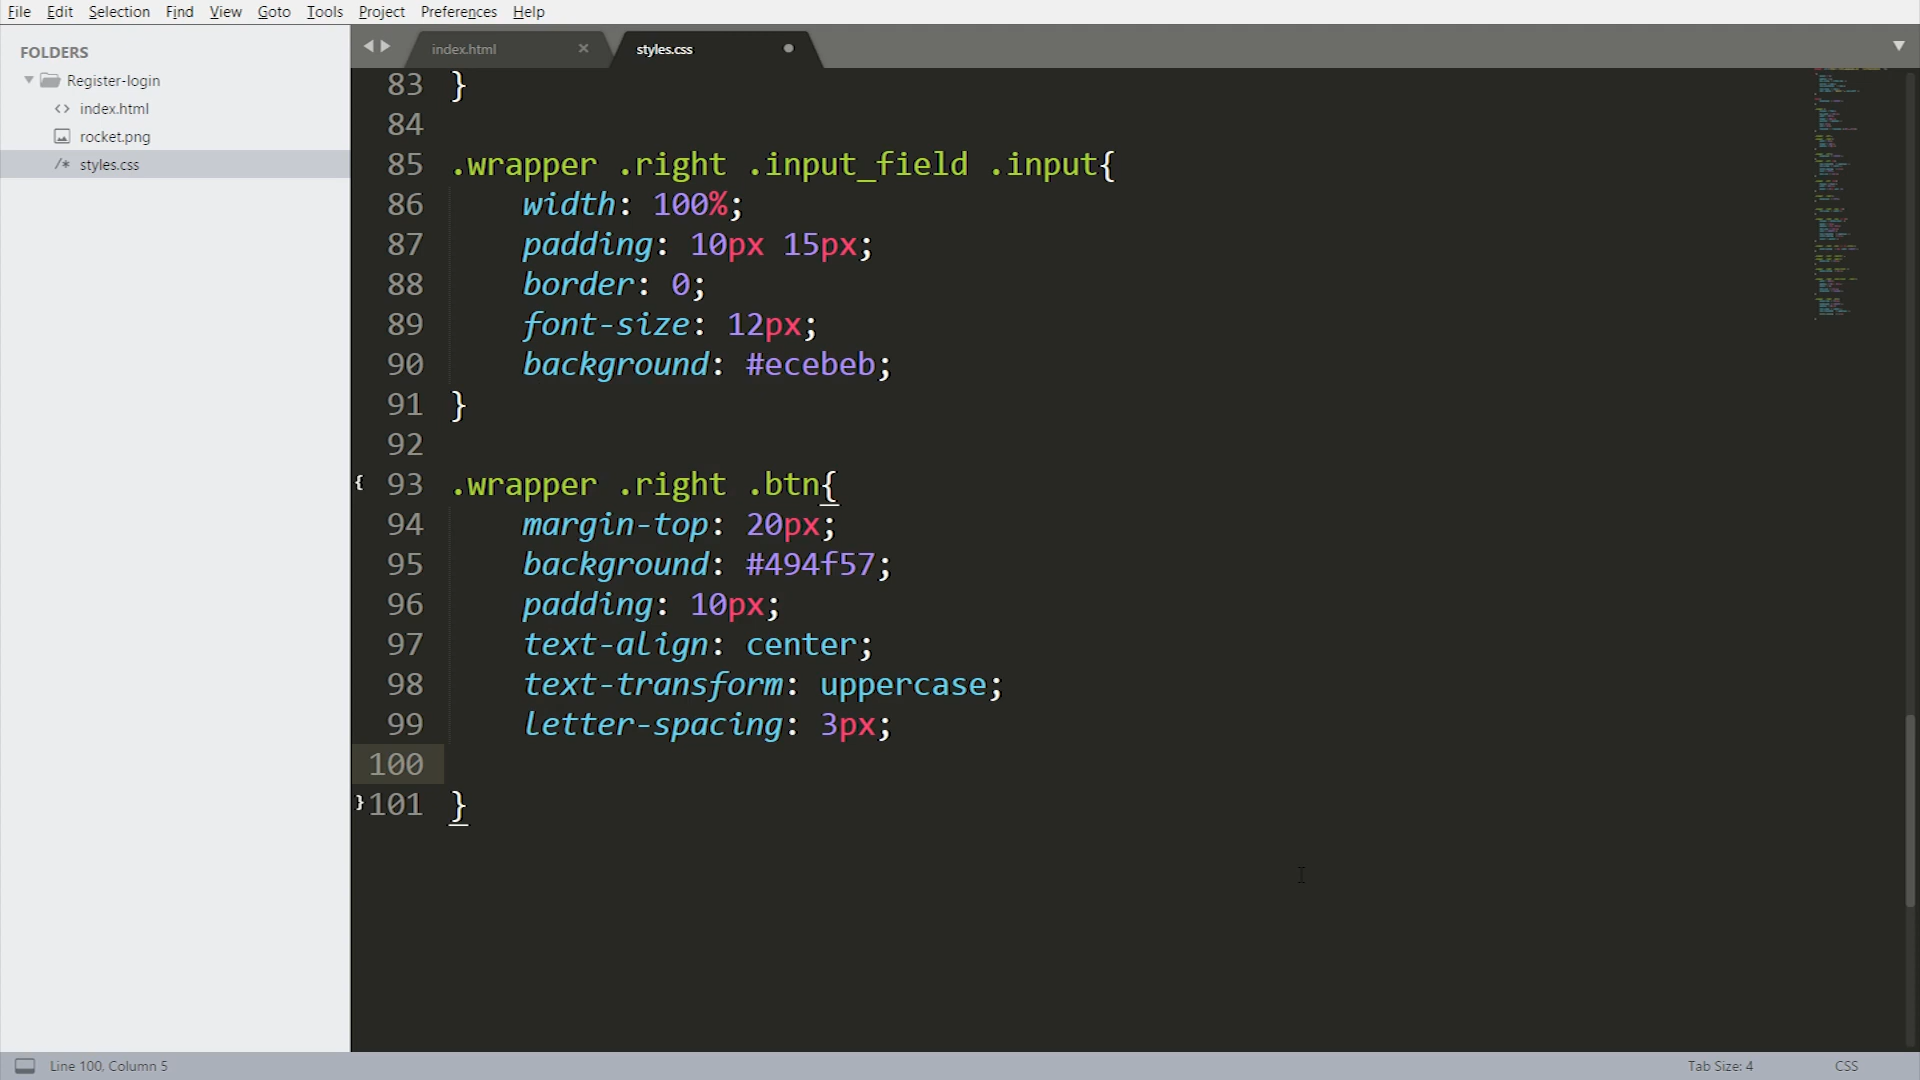 File Edit Selection Find View Goto Tools Project Preferences Help
FOLDERS
Register-login
<> index.html
rocket.png
/* styles.css
index.html ×
styles.css
83 }
84
85 .wrapper .right .input_field .input{
86 width: 100%;
87 padding: 10px 15px;
88 border: 0;
89 font-size: 12px;
90 background: #ecebeb;
91 }
92
{ 93 .wrapper .right .btn{
94 margin-top: 20px;
95 background: #494f57;
96 padding: 10px;
97 text-align: center;
98 text-transform: uppercase;
99 letter-spacing: 3px;
100
} 101 }
Line 100, Column 5
Tab Size: 4
CSS